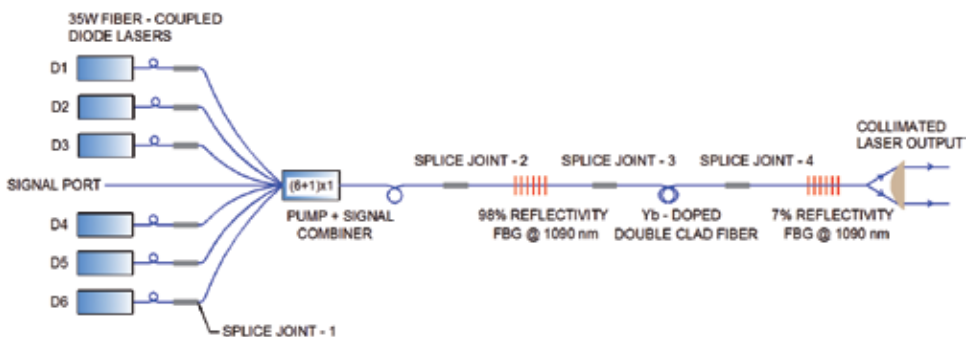 35W FIBER - COUPLED
DIODE LASERS
D1
D2
D3
SIGNAL PORT
D4
D5
D6
SPLICE JOINT - 1
(6+1)x1
PUMP + SIGNAL
COMBINER
SPLICE JOINT - 2
98% REFLECTIVITY
FBG @ 1090 nm
SPLICE JOINT - 3
Yb - DOPED
DOUBLE CLAD FIBER
SPLICE JOINT - 4
7% REFLECTIVITY
FBG @ 1090 nm
COLLIMATED
LASER OUTPUT